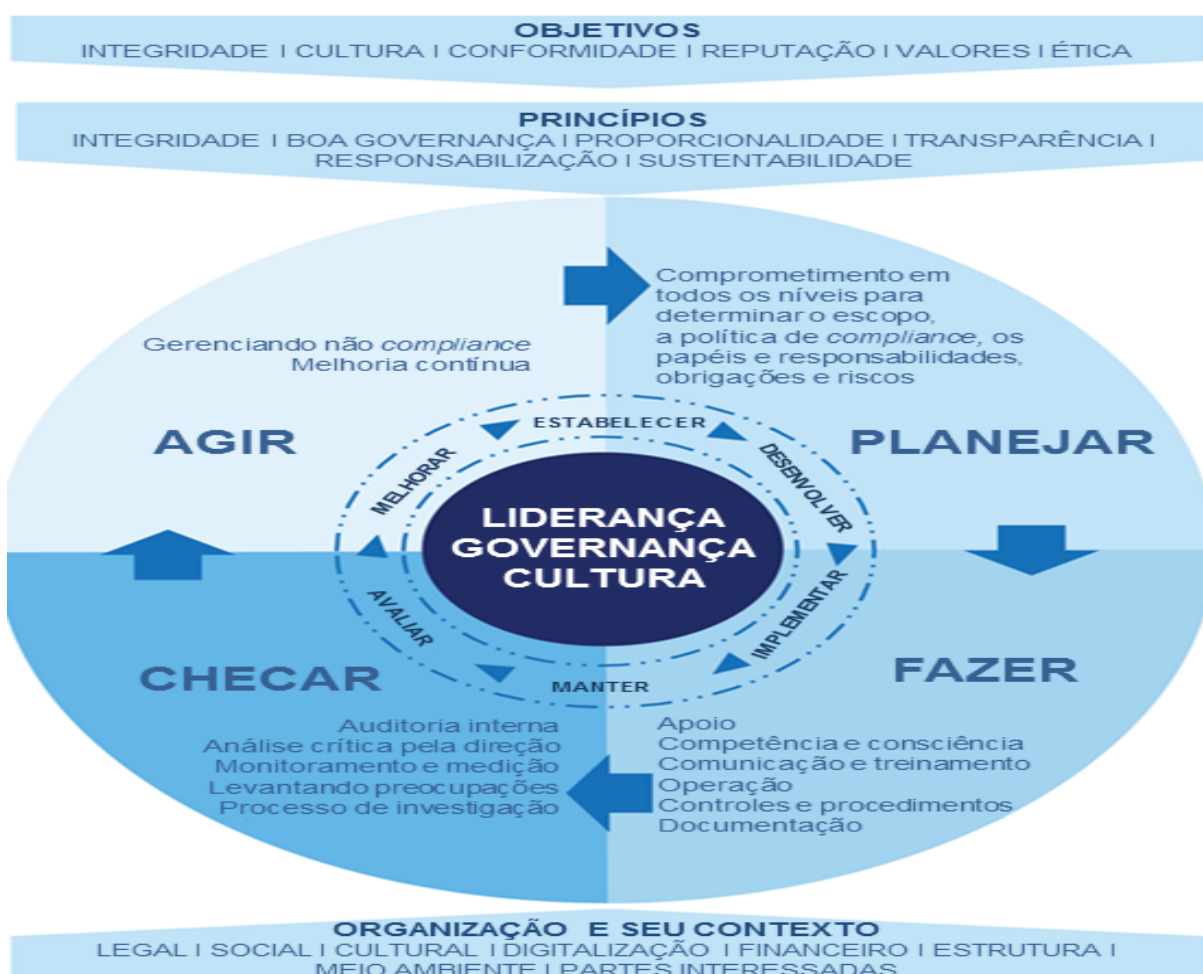 OBJETIVOS
INTEGRIDADE I CULTURA I CONFORMIDADE I REPUTAÇÃO I VALORES I ÉTICA
PRINCÍPIOS
INTEGRIDADE I BOA GOVERNANÇA I PROPORCIONALIDADE I TRANSPARÊNCIA I
RESPONSABILIZAÇÃO I SUSTENTABILIDADE
Gerenciando não compliance
Melhoria contínua
AGIR
Comprometimento em
todos os níveis para
determinar o escopo,
a política de compliance, os
papéis e responsabilidades,
obrigações e riscos
PLANEJAR
ESTABELECER
DESENVOLVER
IMPLEMENTAR
MANTER
AVALIAR
MELHORAR
LIDERANÇA
GOVERNANÇA
CULTURA
CHECAR
Auditoria interna
Análise crítica pela direção
Monitoramento e medição
Levantando preocupações
Processo de investigação
FAZER
Apoio
Competência e consciência
Comunicação e treinamento
Operação
Controles e procedimentos
Documentação
ORGANIZAÇÃO E SEU CONTEXTO
LEGAL I SOCIAL I CULTURAL I DIGITALIZAÇÃO I FINANCEIRO I ESTRUTURA I
MEIO AMBIENTE I PARTES INTERESSADAS